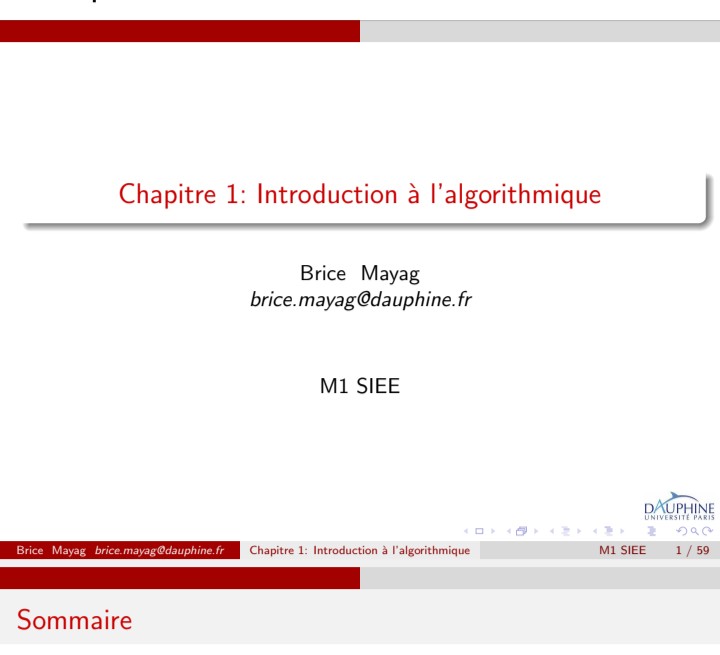 Chapitre 1: Introduction à l'algorithmique
Brice Mayag
brice.mayag@dauphine.fr
M1 SIEE
DAUPHINE
UNIVERSITÉ PARIS
Brice Mayag brice.mayag@dauphine.fr Chapitre 1: Introduction à l'algorithmique M1 SIEE 1 / 59
Sommaire